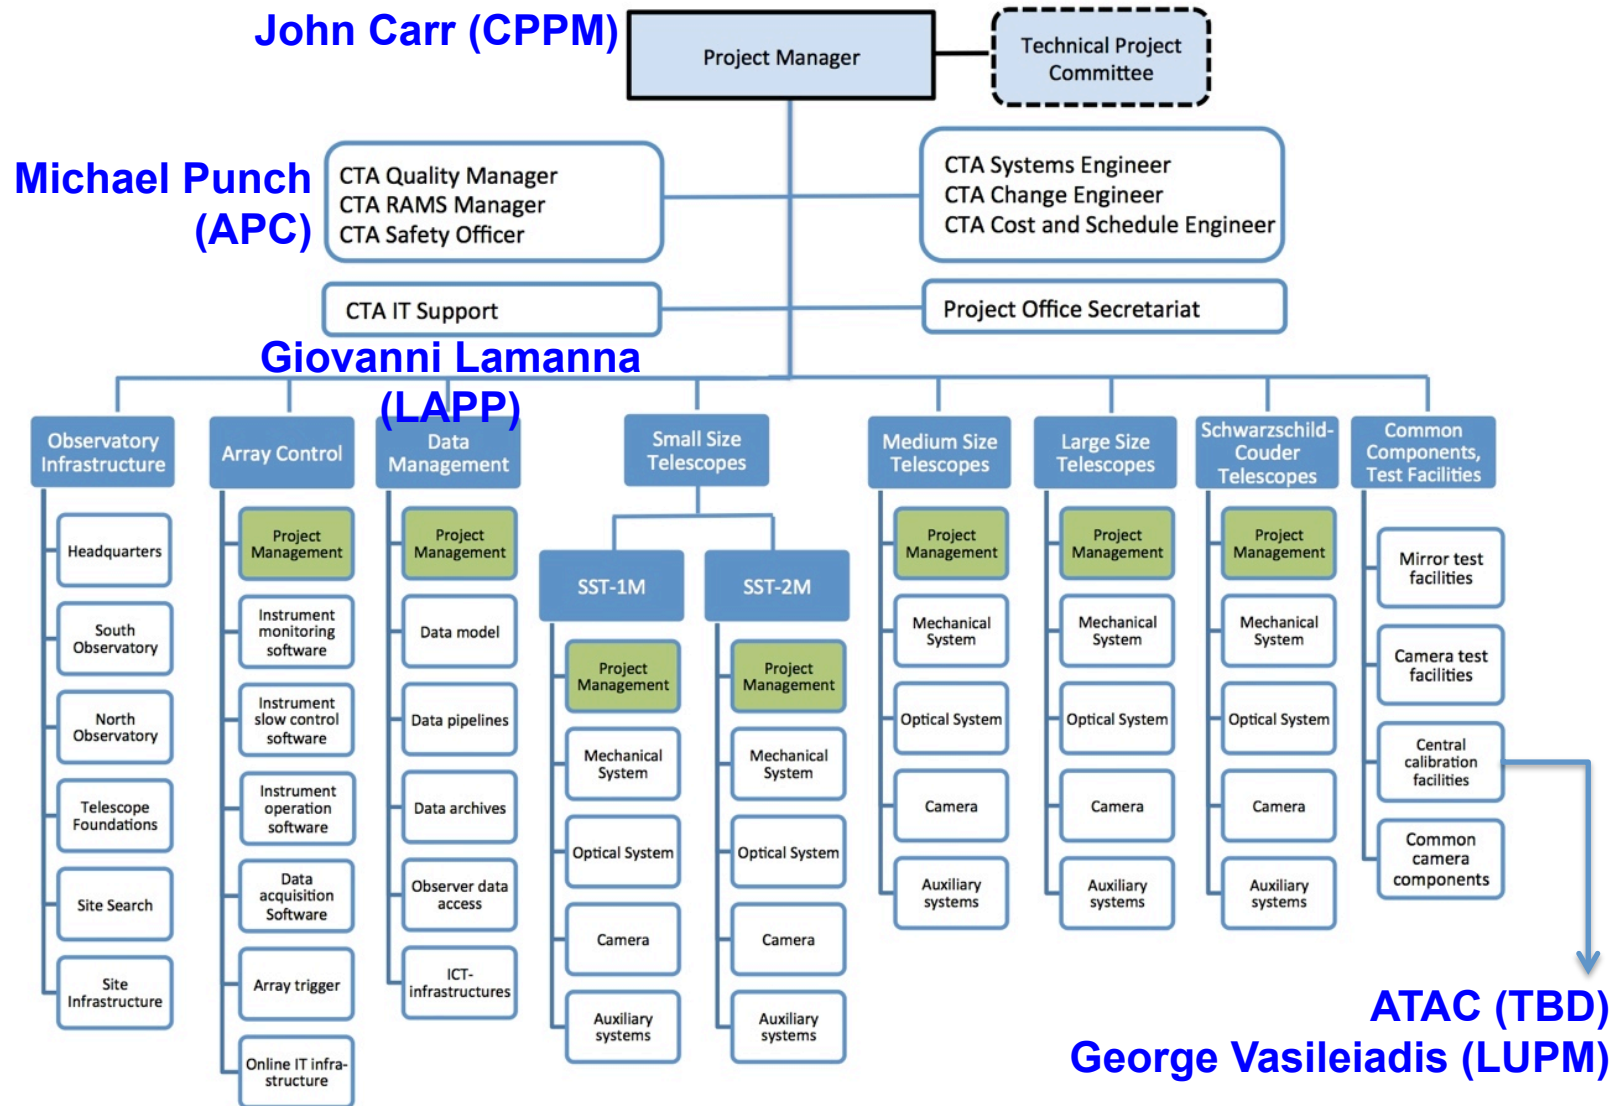 John Carr (CPPM)
Project Manager
Technical Project
Committee
Michael Punch
(APC)
CTA Quality Manager
CTA RAMS Manager
CTA Safety Officer
CTA Systems Engineer
CTA Change Engineer
CTA Cost and Schedule Engineer
CTA IT Support
Project Office Secretariat
Giovanni Lamanna
(LAPP)
Observatory
Infrastructure
Headquarters
South
Observatory
North
Observatory
Telescope
Foundations
Site Search
Site
Infrastructure
Array Control
Project
Management
Instrument
monitoring
software
Instrument
slow control
software
Instrument
operation
software
Data
acquisition
Software
Array trigger
Online IT infra-
structure
Data
Management
Project
Management
Data model
Data pipelines
Data archives
Observer data
access
ICT-
infrastructures
Small Size
Telescopes
SST-1M
Project
Management
Mechanical
System
Optical System
Camera
Auxiliary
systems
SST-2M
Project
Management
Mechanical
System
Optical System
Camera
Auxiliary
systems
Medium Size
Telescopes
Project
Management
Mechanical
System
Optical System
Camera
Auxiliary
systems
Large Size
Telescopes
Project
Management
Mechanical
System
Optical System
Camera
Auxiliary
systems
Schwarzschild-
Couder
Telescopes
Project
Management
Mechanical
System
Optical System
Camera
Auxiliary
systems
Common
Components,
Test Facilities
Mirror test
facilities
Camera test
facilities
Central
calibration
facilities
Common
camera
components
ATAC (TBD)
George Vasileiadis (LUPM)